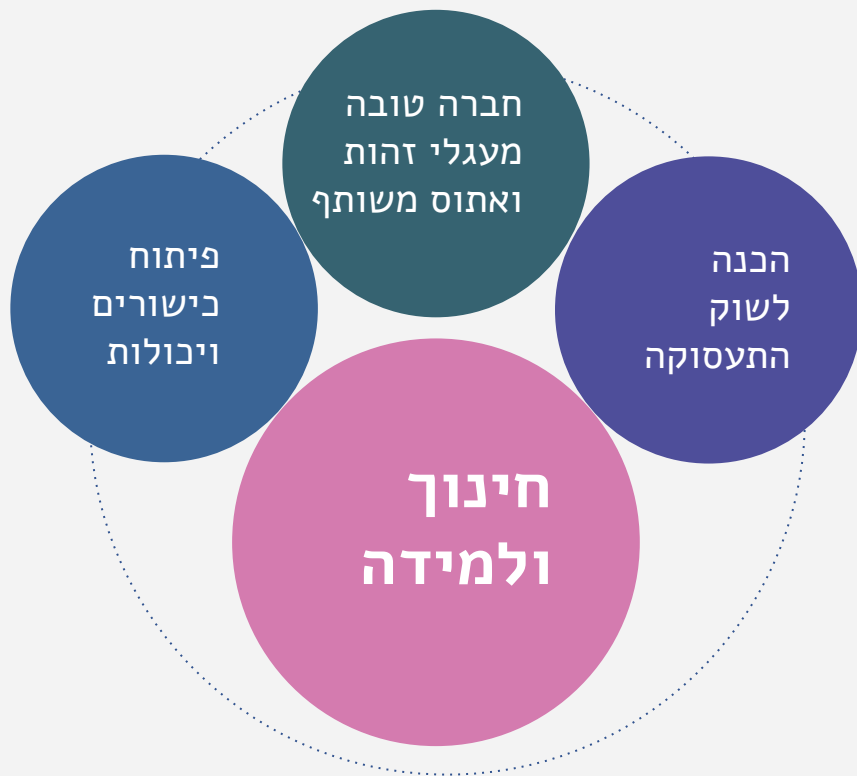 חברה טובה
מעגלי זהות
ואתוס משותף
הכנה
לשוק
התעסוקה
פיתוח
כישורים
ויכולות
חינוך
ולמידה